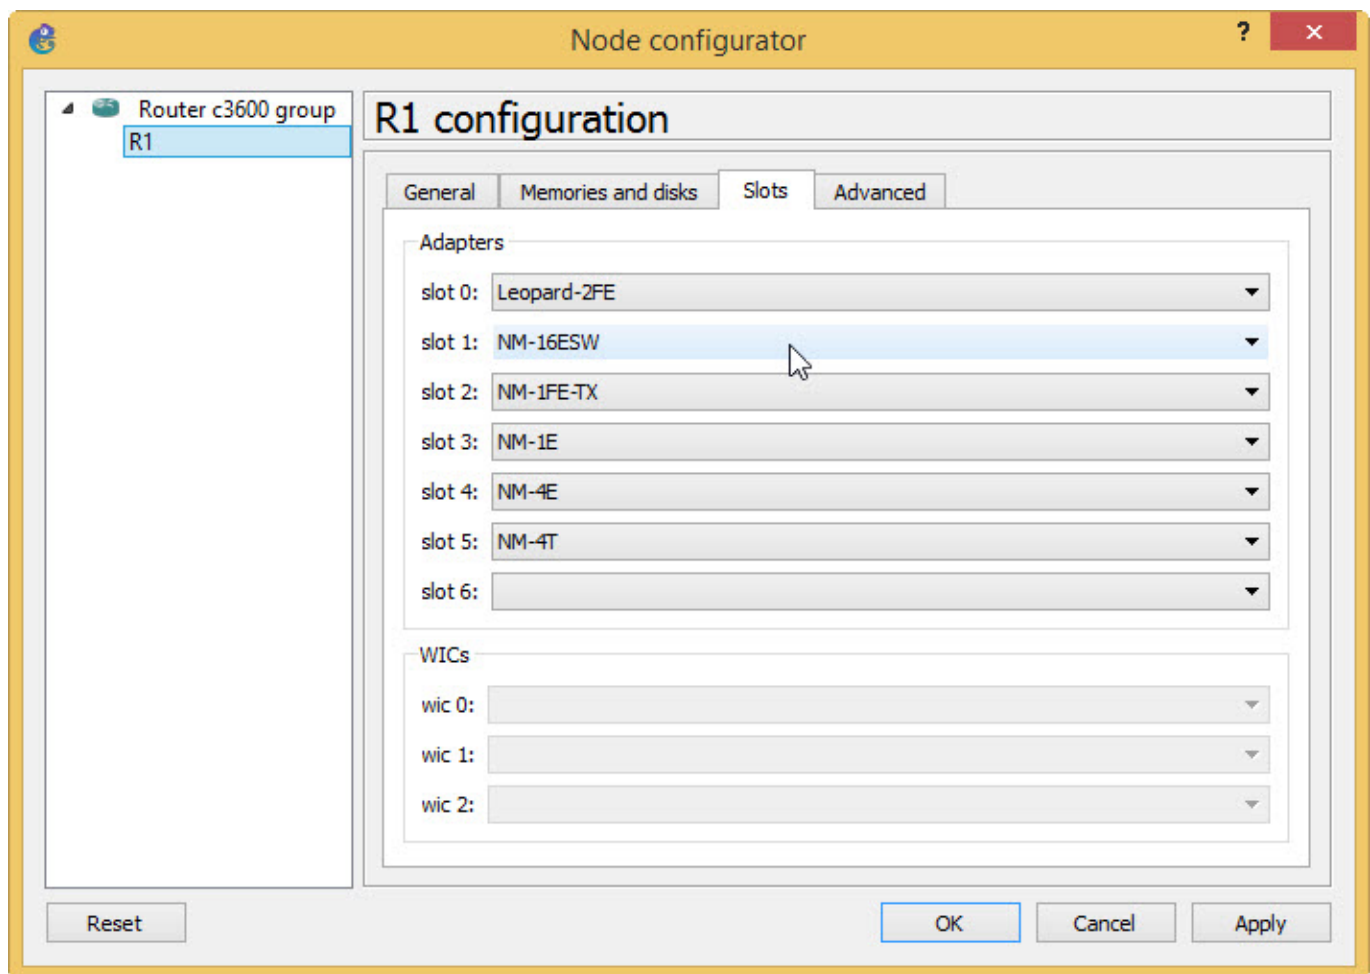 Node configurator
?
Router c3600 group
R1
R1 configuration
General
Memories and disks
Slots
Advanced
Adapters
slot 0: Leopard-2FE
slot 1: NM-16ESW
slot 2: NM-1FE-TX
slot 3: NM-1E
slot 4: NM-4E
slot 5: NM-4T
slot 6:
WICs
wic 0:
wic 1:
wic 2:
Reset
OK
Cancel
Apply